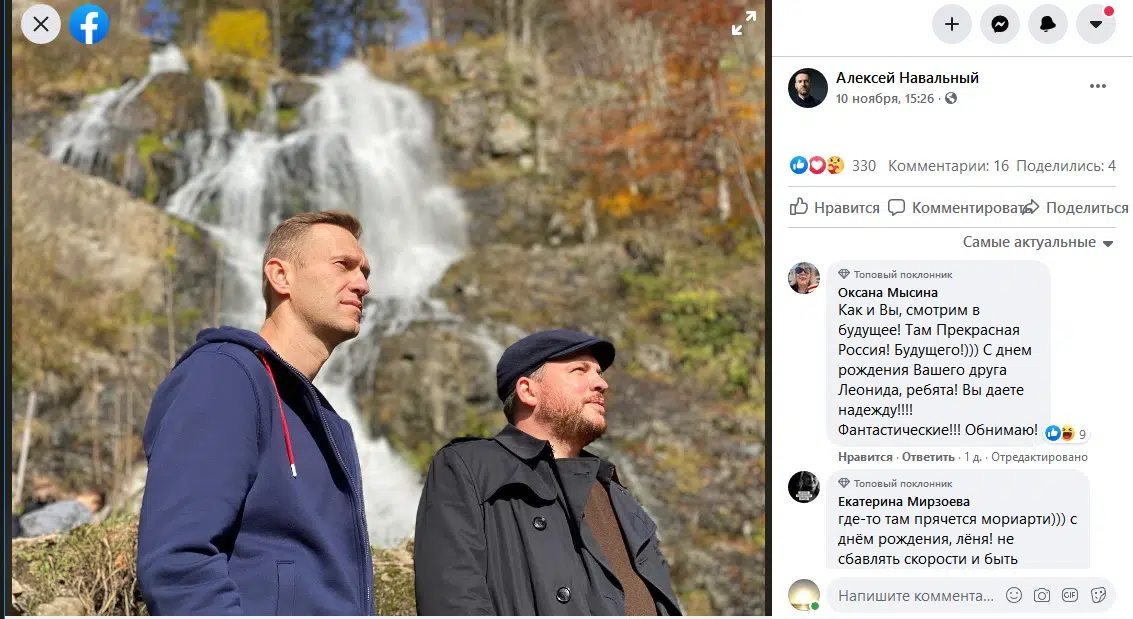 Алексей Навальный
10 ноября, 15:26 ·
330 Комментарии: 16 Поделились: 4
Нравится Комментировать Поделиться
Самые актуальные
Топовый поклонник
Оксана Мысина
Как и Вы, смотрим в
будущее! Там Прекрасная
Россия! Будущего!))) С днем
рождения Вашего друга
Леонида, ребята! Вы даете
надежду!!!!
Фантастические!!! Обнимаю!
9
Нравится · Ответить · 1 д. · Отредактировано
Топовый поклонник
Екатерина Мирзоева
где-то там прячется мориарти))) с
днём рождения, лёня! не
сбавлять скорости и быть
Напишите коммента...
GIF